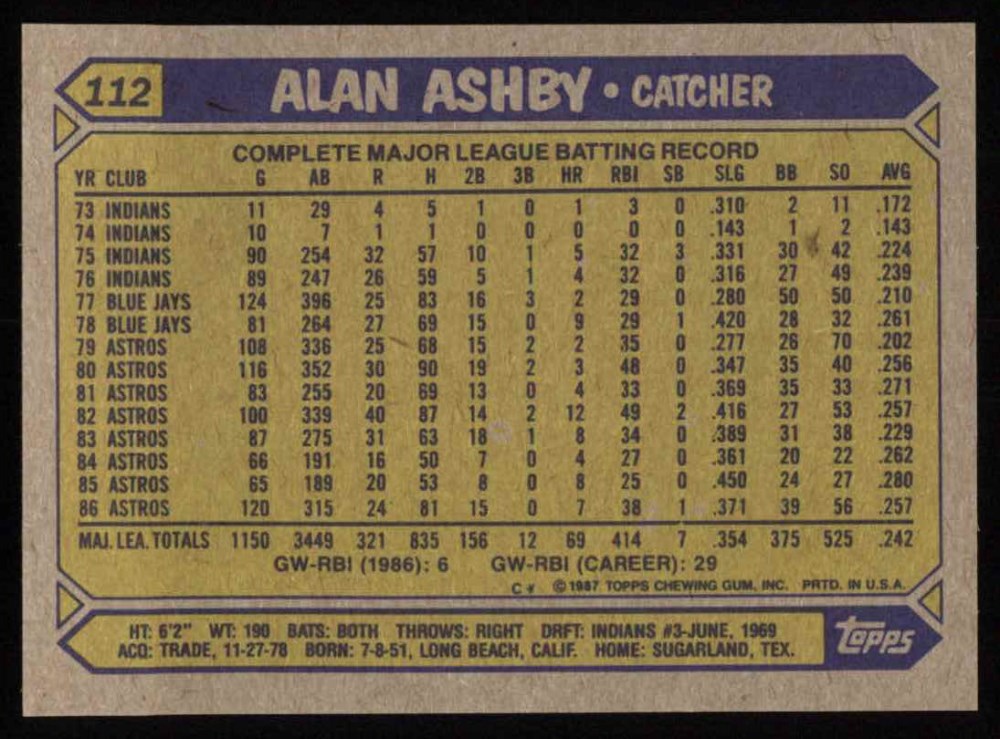 112 ALAN ASHBY • CATCHER
COMPLETE MAJOR LEAGUE BATTING RECORD
YR CLUB G AB R H 2B 3B HR RBI SB SLG BB SO AVG
73 INDIANS 11 29 4 5 1 0 1 3 0 .310 2 11 .172
74 INDIANS 10 7 1 1 0 0 0 0 0 .143 1 2 .143
75 INDIANS 90 254 32 57 10 1 5 32 3 .331 30 42 .224
76 INDIANS 89 247 26 59 5 1 4 32 0 .316 27 49 .239
77 BLUE JAYS 124 396 25 83 16 3 2 29 0 .280 50 50 .210
78 BLUE JAYS 81 264 27 69 15 0 9 29 1 .420 28 32 .261
79 ASTROS 108 336 25 68 15 2 2 35 0 .277 26 70 .202
80 ASTROS 116 352 30 90 19 2 3 48 0 .347 35 40 .256
81 ASTROS 83 255 20 69 13 0 4 33 0 .369 35 33 .271
82 ASTROS 100 339 40 87 14 2 12 49 2 .416 27 53 .257
83 ASTROS 87 275 31 63 18 1 8 34 0 .389 31 38 .229
84 ASTROS 66 191 16 50 7 0 4 27 0 .361 20 22 .262
85 ASTROS 65 189 20 53 8 0 8 25 0 .450 24 27 .280
86 ASTROS 120 315 24 81 15 0 7 38 1 .371 39 56 .257
MAJ. LEA. TOTALS 1150 3449 321 835 156 12 69 414 7 .354 375 525 .242
GW-RBI (1986): 6 GW-RBI (CAREER): 29
C* © 1987 TOPPS CHEWING GUM, INC. PRTD. IN U.S.A.
HT: 6'2" WT: 190 BATS: BOTH THROWS: RIGHT DRFT: INDIANS #3-JUNE, 1969
ACQ: TRADE, 11-27-78 BORN: 7-8-51, LONG BEACH, CALIF. HOME: SUGARLAND, TEX.
topps